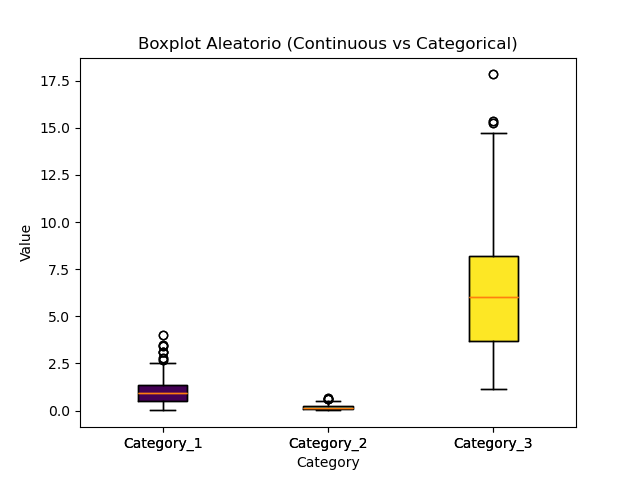 Boxplot Aleatorio (Continuous vs Categorical)
17.5
15.0
12.5
10.0
7.5
5.0
2.5
0.0
Value
Category_1 Category_2 Category_3
Category